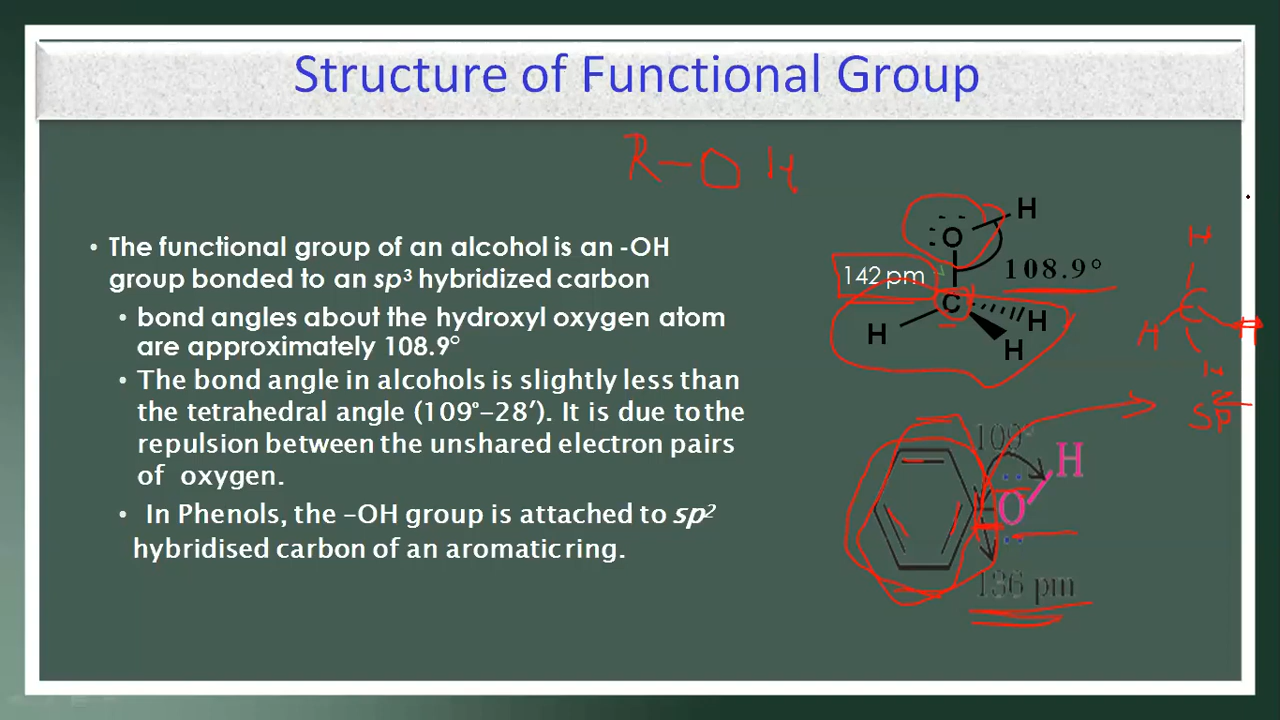 Structure of Functional Group
R-OH
• The functional group of an alcohol is an -OH
group bonded to an sp³ hybridized carbon
• bond angles about the hydroxyl oxygen atom
are approximately 108.9°
• The bond angle in alcohols is slightly less than
the tetrahedral angle (109°-28′). It is due to the
repulsion between the unshared electron pairs
of oxygen.
• In Phenols, the –OH group is attached to sp²
hybridised carbon of an aromatic ring.
H
O
142 pm
108.9°
C
H
H
H
H
C
H
H
H
sp²
109°
H
O
136 pm